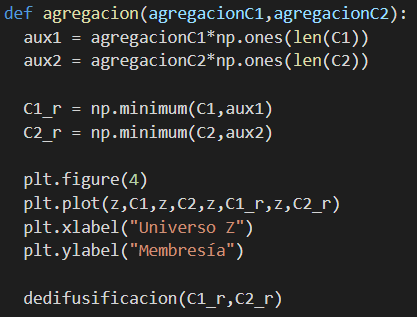 def agregacion(agregacionC1,agregacionC2):
  aux1 = agregacionC1*np.ones(len(C1))
  aux2 = agregacionC2*np.ones(len(C2))

  C1_r = np.minimum(C1,aux1)
  C2_r = np.minimum(C2,aux2)

  plt.figure(4)
  plt.plot(z,C1,z,C2,z,C1_r,z,C2_r)
  plt.xlabel("Universo Z")
  plt.ylabel("Membresía")

  dedifusificacion(C1_r,C2_r)